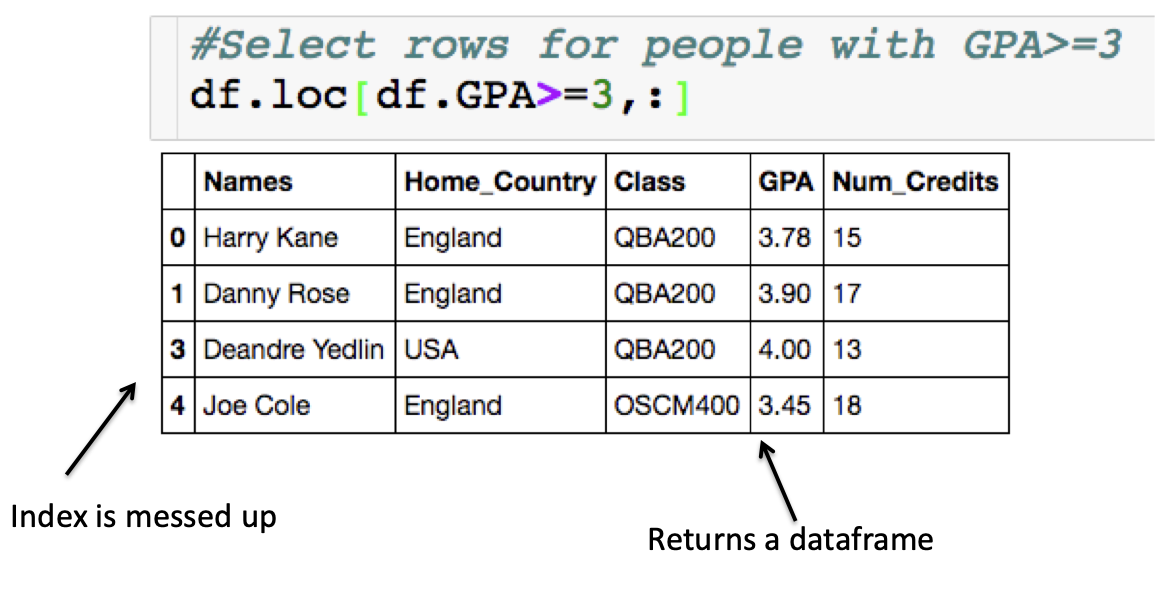 #Select rows for people with GPA>=3
df.loc[df.GPA>=3,:]
Names Home_Country Class GPA Num_Credits
0 Harry Kane England QBA200 3.78 15
1 Danny Rose England QBA200 3.90 17
3 Deandre Yedlin USA QBA200 4.00 13
4 Joe Cole England OSCM400 3.45 18
Index is messed up
Returns a dataframe